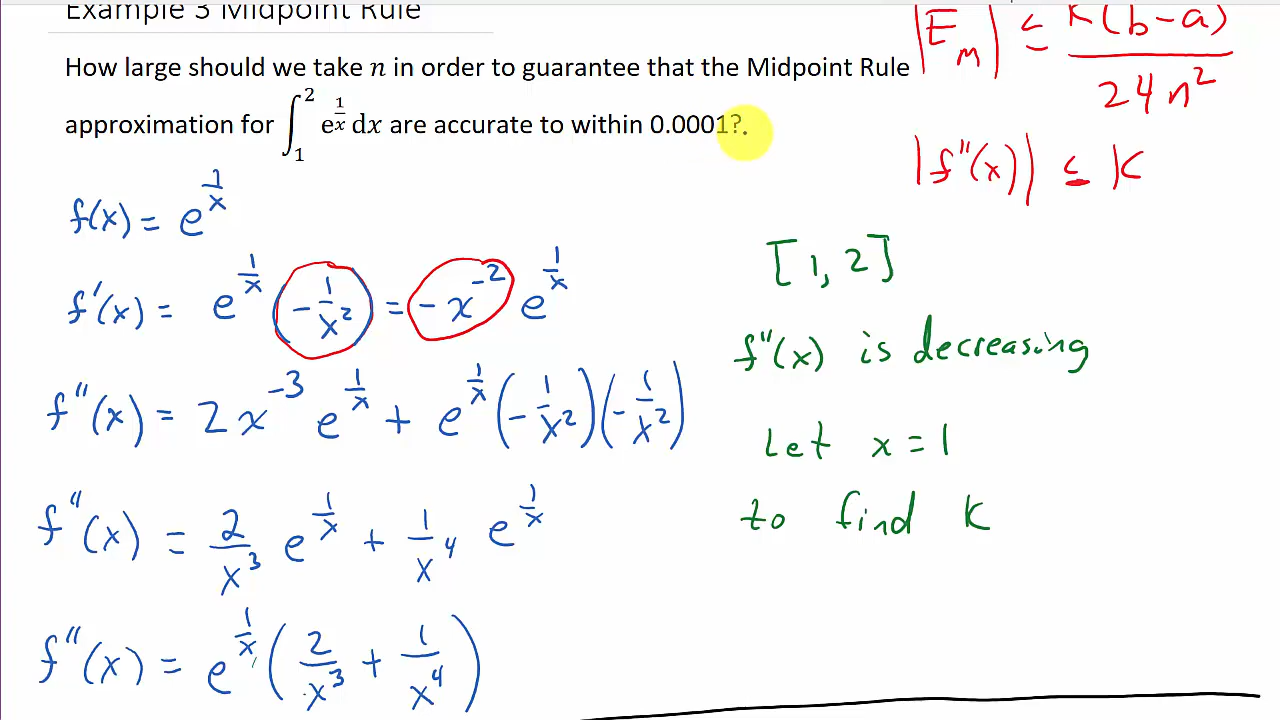 Example 3 Midpoint Rule
How large should we take n in order to guarantee that the Midpoint Rule
approximation for ∫₁² e^(1/x) dx are accurate to within 0.0001?.
|E_m| ≤ K(b-a) / 24n²
|f''(x)| ≤ K
f(x) = e^(1/x)
f'(x) = e^(1/x) (-1/x²) = -x^(-2) e^(1/x)
f''(x) = 2x^(-3) e^(1/x) + e^(1/x) (-1/x²)(-1/x²)
f''(x) = 2/x³ e^(1/x) + 1/x⁴ e^(1/x)
f''(x) = e^(1/x) (2/x³ + 1/x⁴)
[1, 2]
f''(x) is decreasing
Let x = 1
to find K